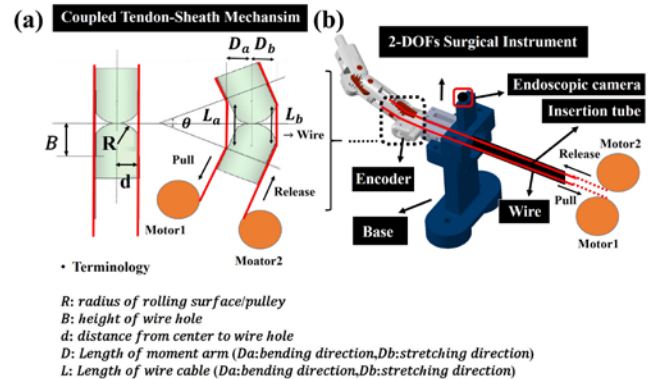 (a) Coupled Tendon-Sheath Mechansim
D_a D_b
L_a
L_b
θ
B
R
d
→ Wire
Pull
Release
Motor1
Moator2
• Terminology
R: radius of rolling surface/pulley
B: height of wire hole
d: distance from center to wire hole
D: Length of moment arm (Da:bending direction,Db:stretching direction)
L: Length of wire cable (Da:bending direction,Db:stretching direction)
(b)
2-DOFs Surgical Instrument
Endoscopic camera
Insertion tube
Motor2
Release
Encoder
Pull
Wire
Base
Motor1